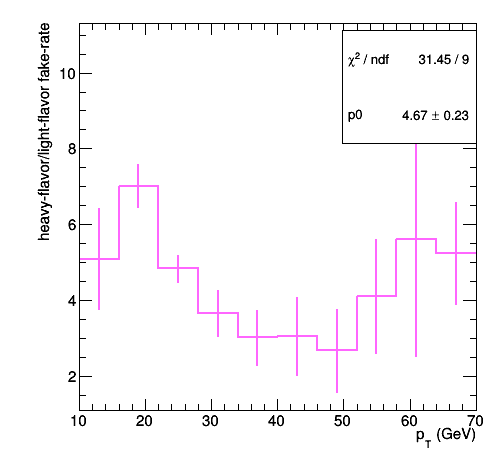 heavy-flavor/light-flavor fake-rate
χ² / ndf 31.45 / 9
p0 4.67 ± 0.23
10
8
6
4
2
10 20 30 40 50 60 70
p_T (GeV)